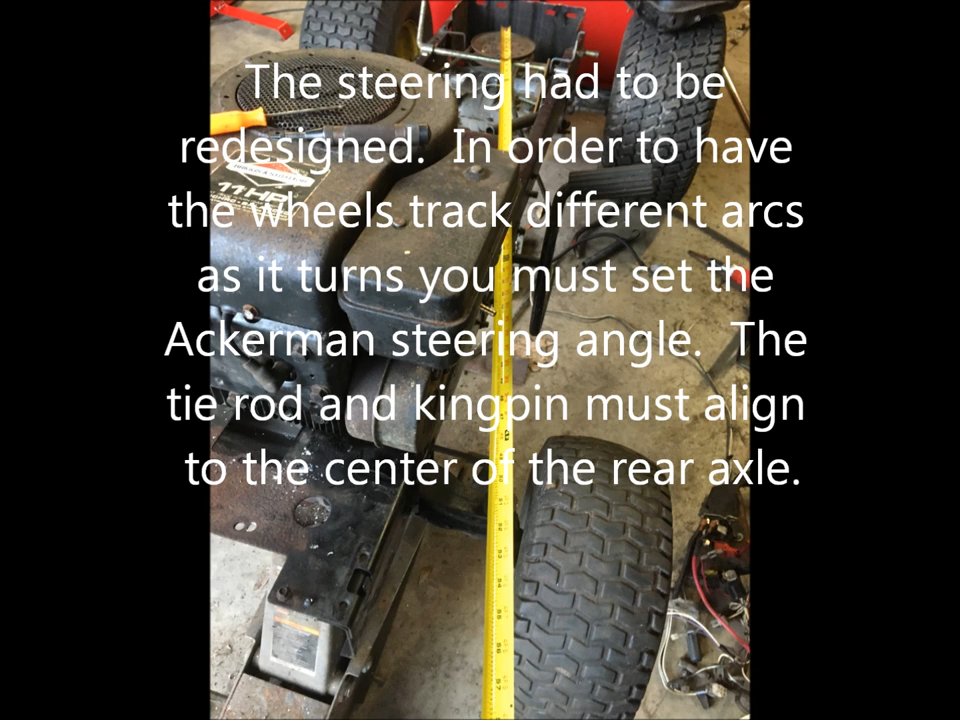 The steering had to be
redesigned.  In order to have
the wheels track different arcs
as it turns you must set the
Ackerman steering angle.  The
tie rod and kingpin must align
to the center of the rear axle.
11 HP